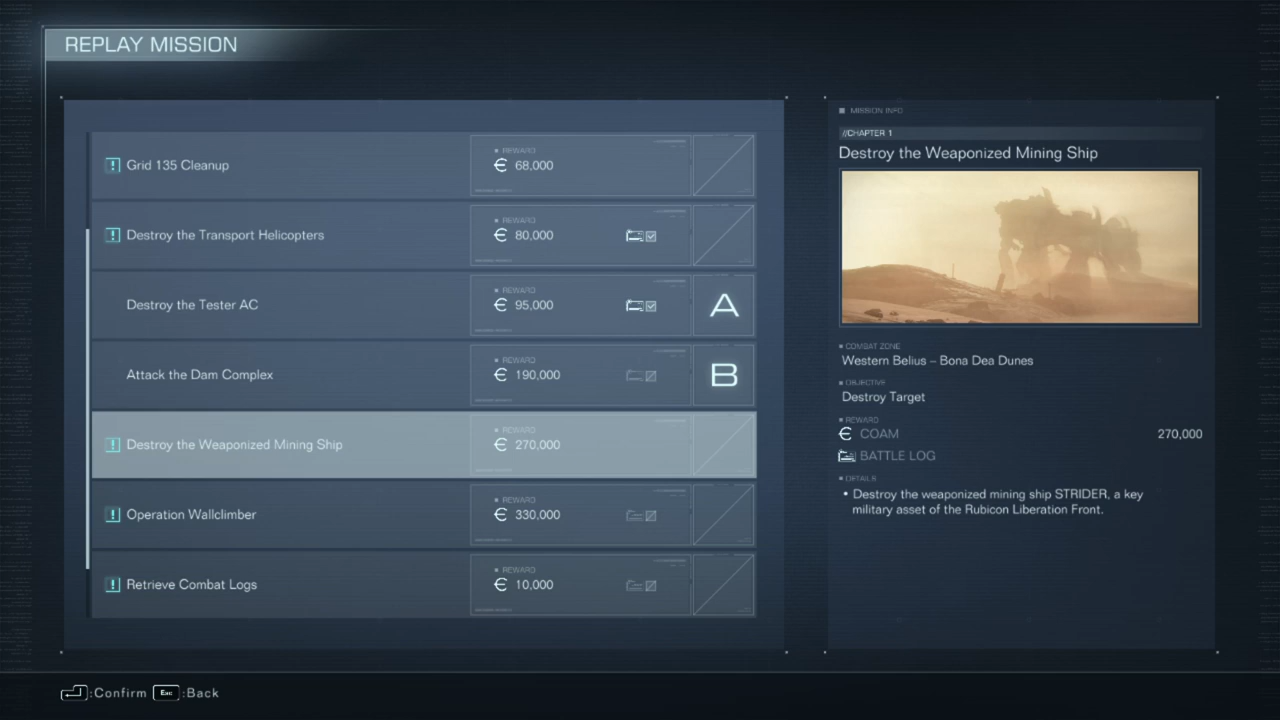 REPLAY MISSION
Grid 135 Cleanup
REWARD
68,000
Destroy the Transport Helicopters
REWARD
80,000
Destroy the Tester AC
REWARD
95,000
A
Attack the Dam Complex
REWARD
190,000
B
Destroy the Weaponized Mining Ship
REWARD
270,000
Operation Wallclimber
REWARD
330,000
Retrieve Combat Logs
REWARD
10,000
MISSION INFO
//CHAPTER 1
Destroy the Weaponized Mining Ship
COMBAT ZONE
Western Belius – Bona Dea Dunes
OBJECTIVE
Destroy Target
REWARD
COAM 270,000
BATTLE LOG
DETAILS
• Destroy the weaponized mining ship STRIDER, a key
military asset of the Rubicon Liberation Front.
:Confirm Esc :Back